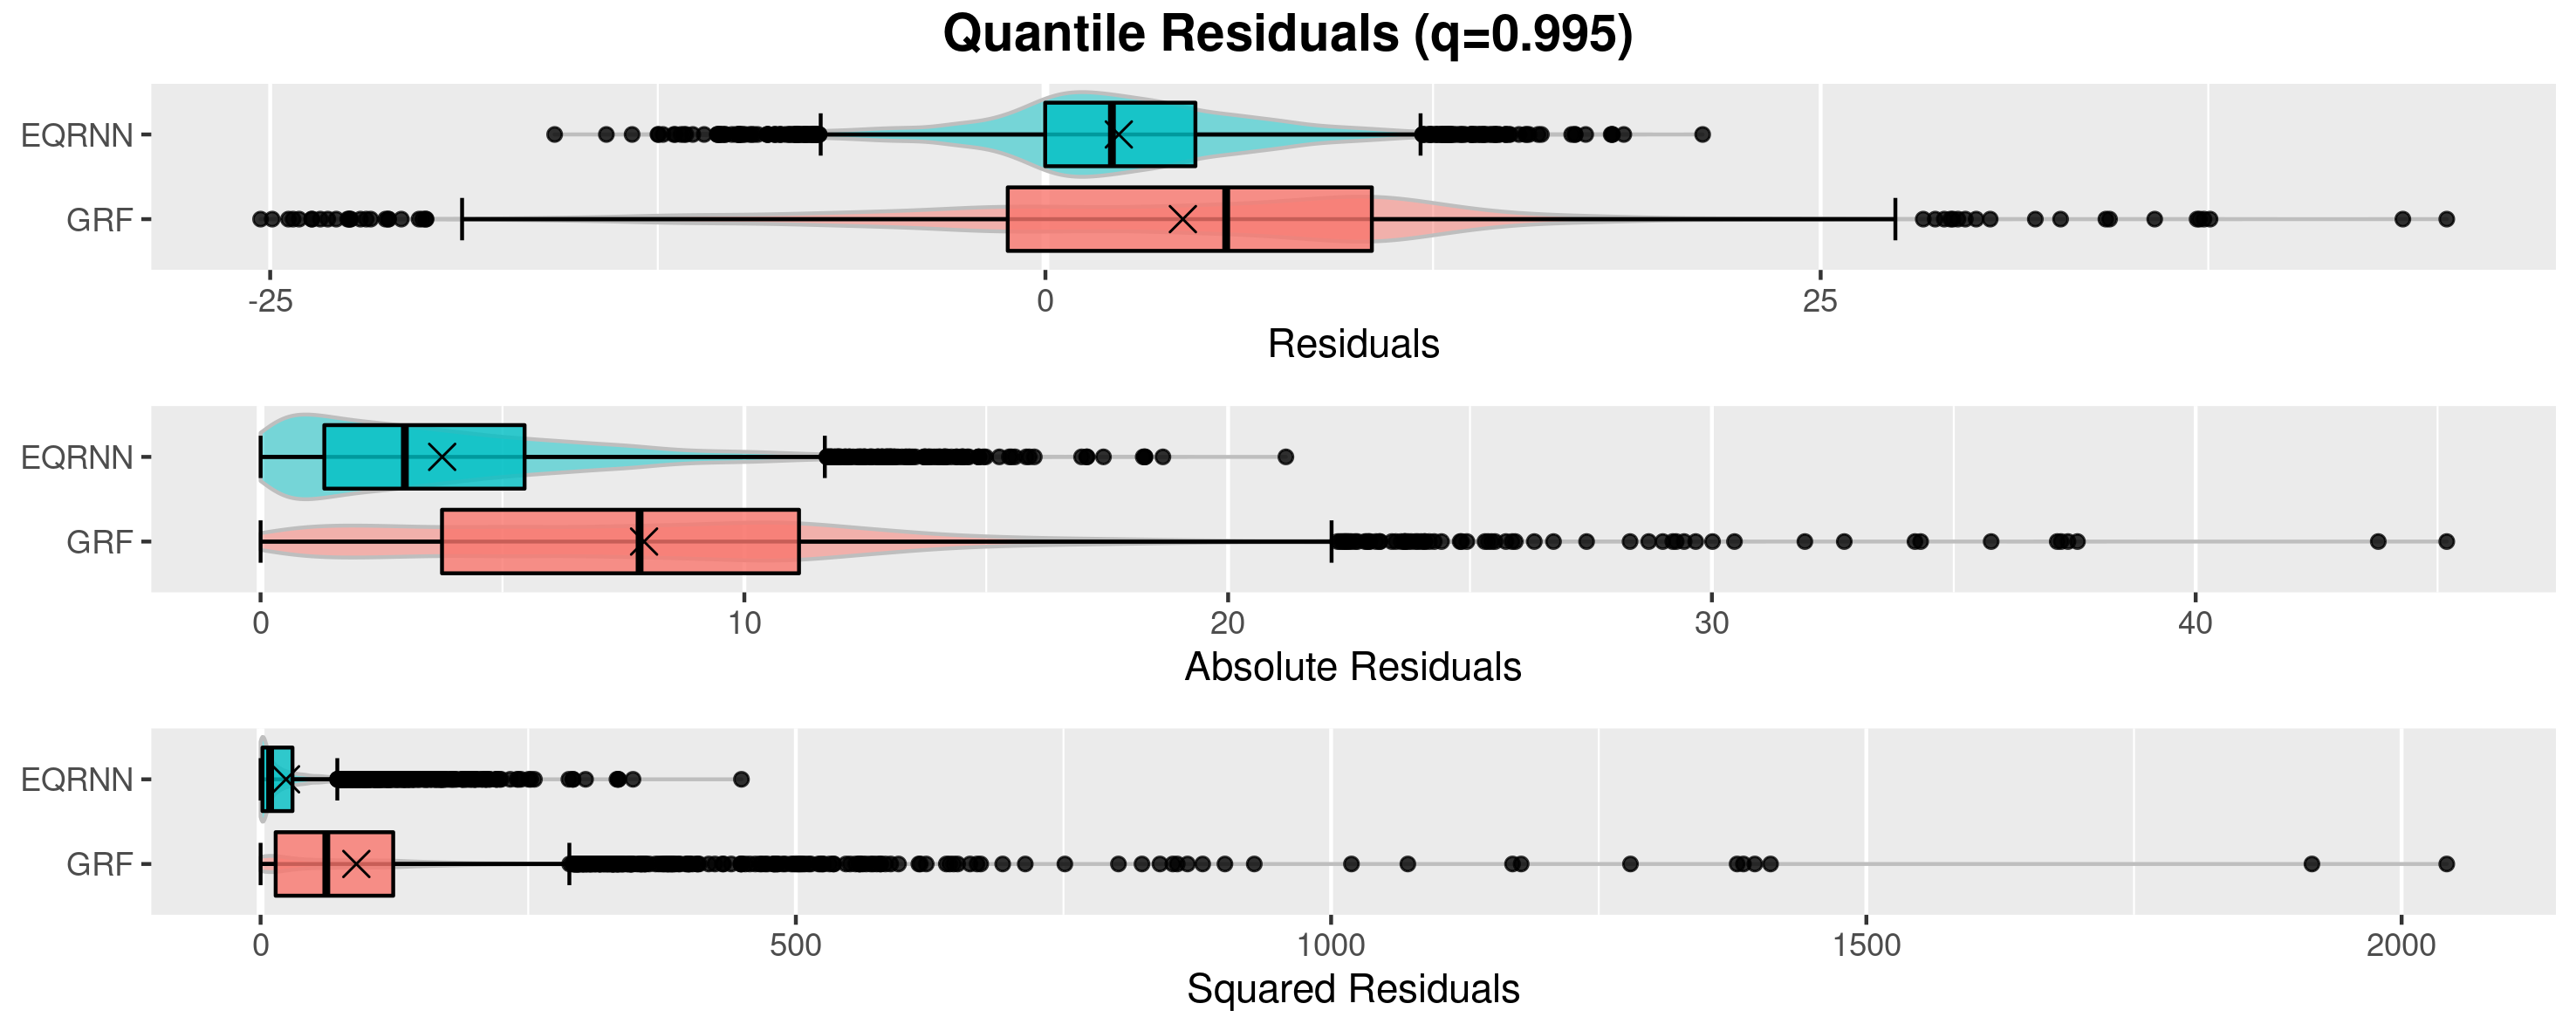 Quantile Residuals (q=0.995)
EQRNN
GRF
-25 0 25
Residuals
EQRNN
GRF
0 10 20 30 40
Absolute Residuals
EQRNN
GRF
0 500 1000 1500 2000
Squared Residuals